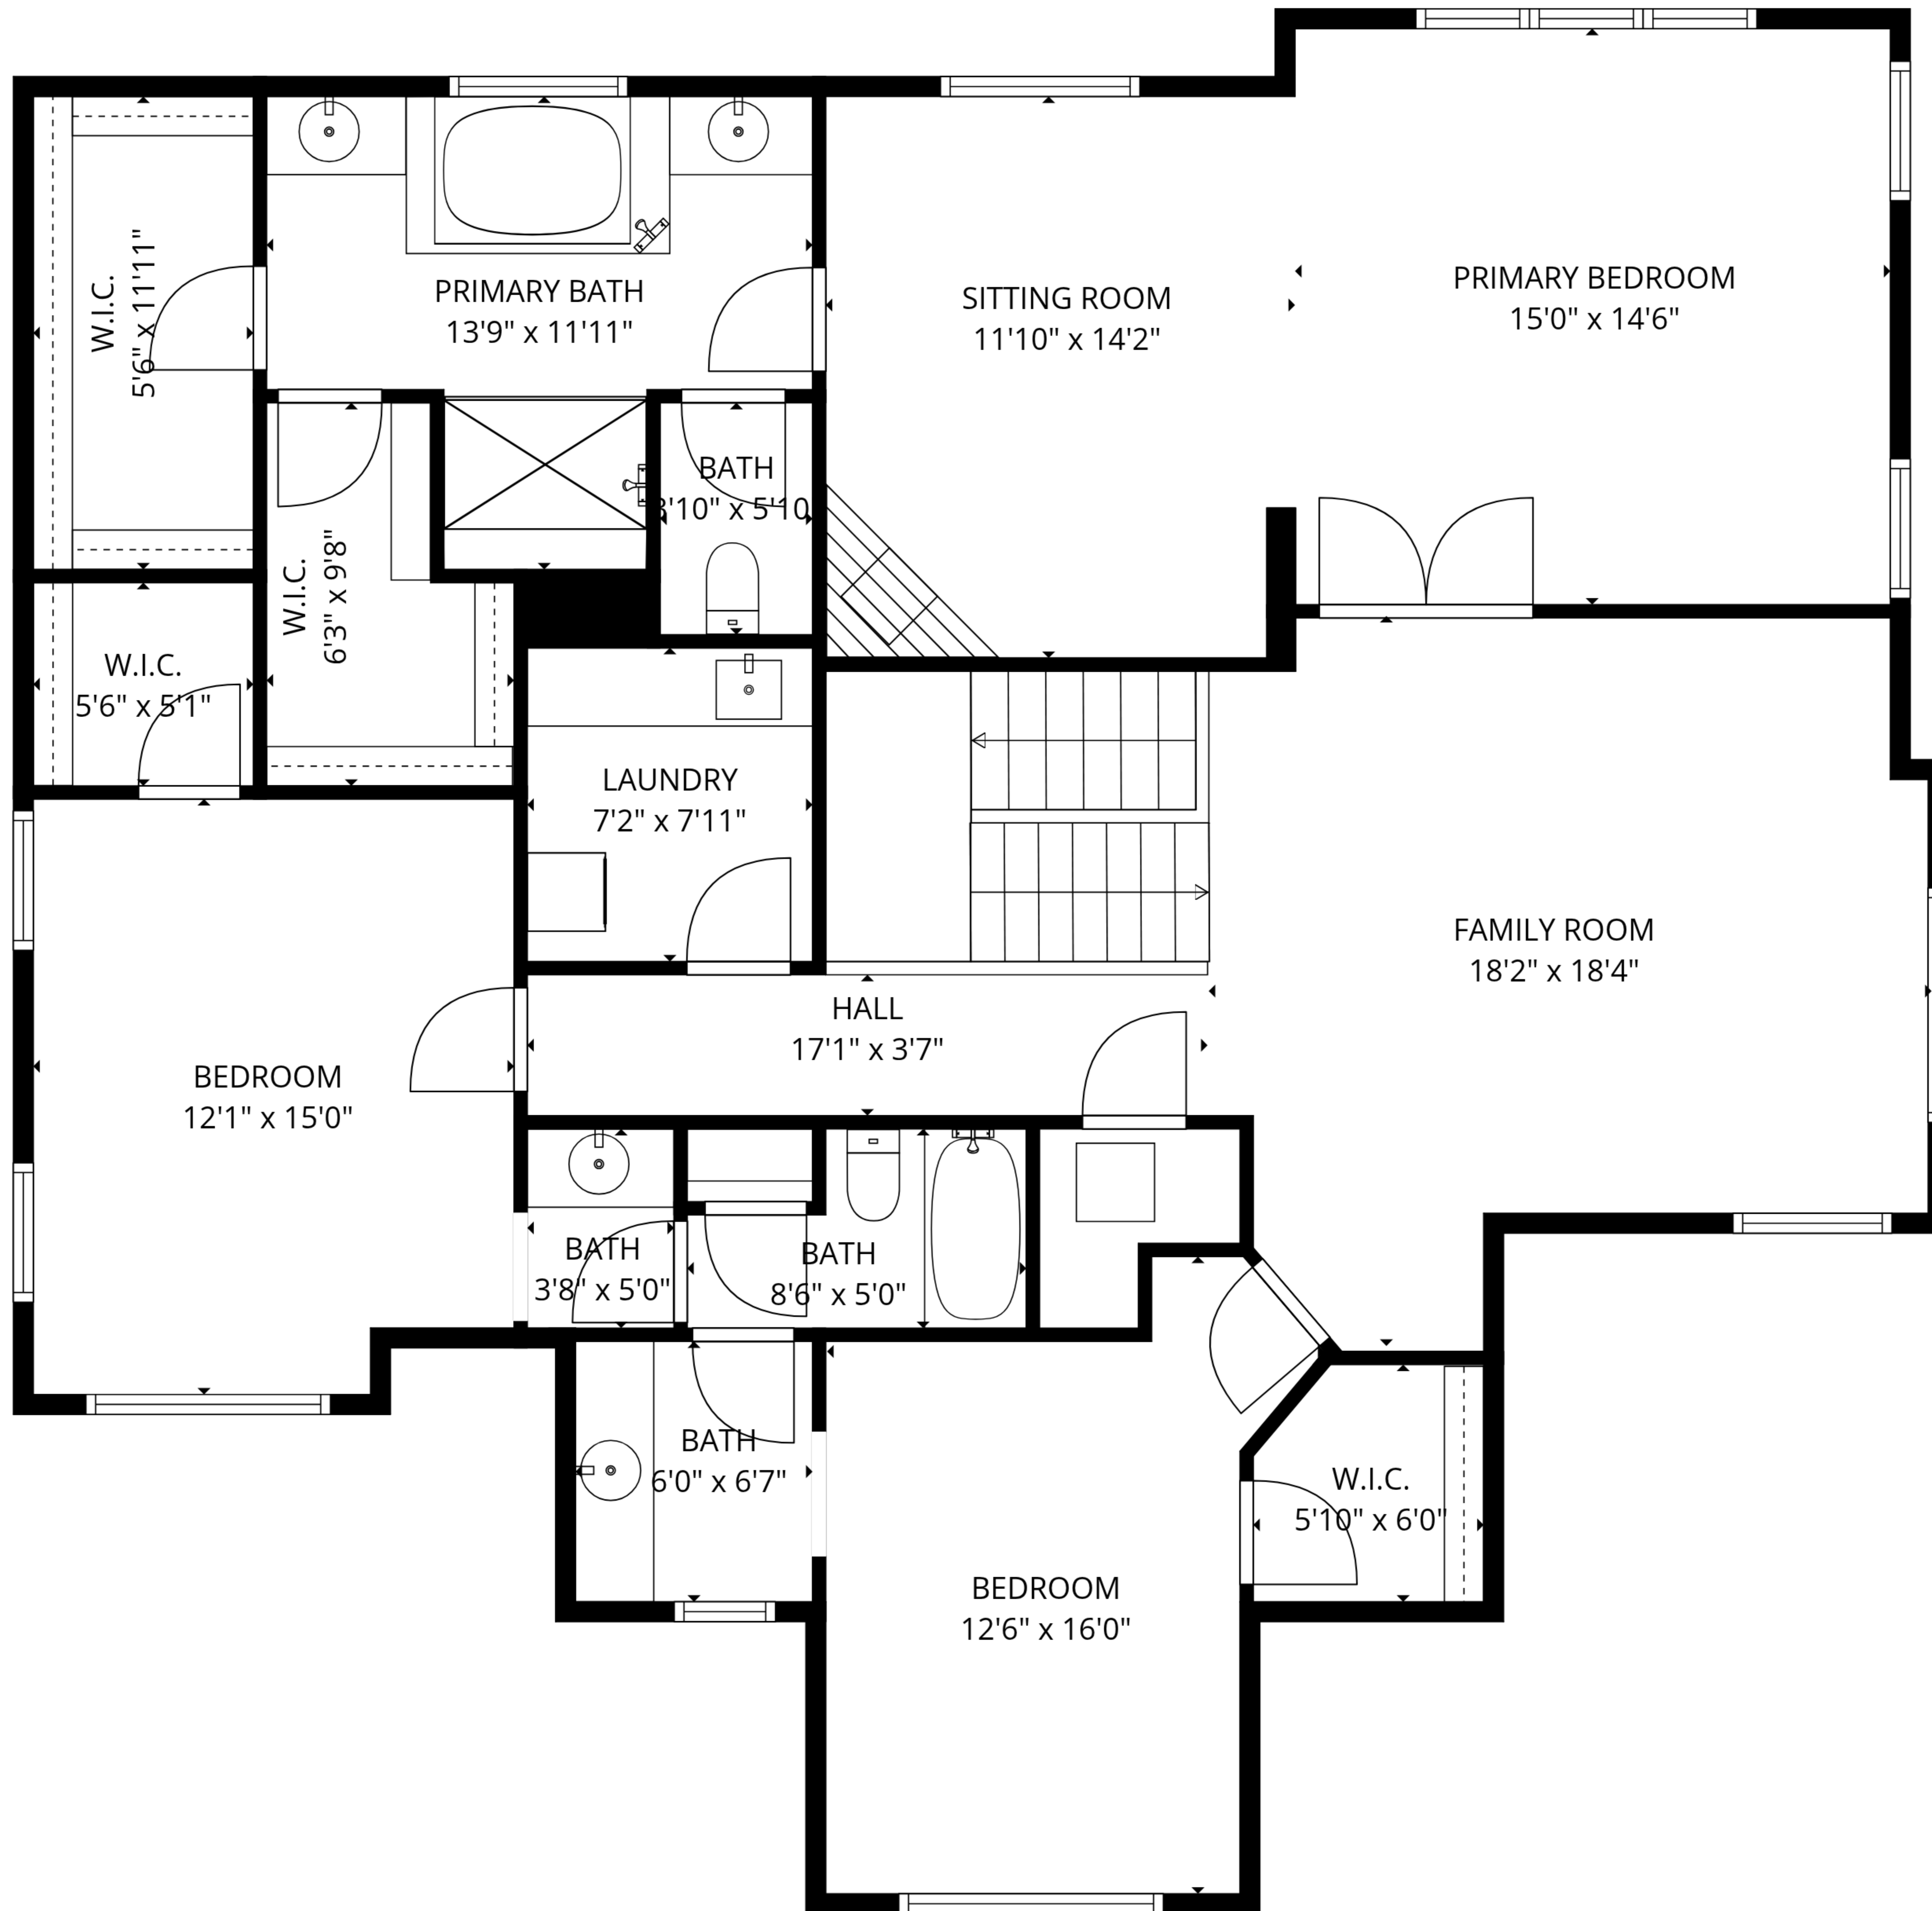 PRIMARY BEDROOM
15'0" x 14'6"
SITTING ROOM
11'10" x 14'2"
PRIMARY BATH
13'9" x 11'11"
W.I.C.
5'6" x 11'11"
BATH
3'10" x 5'10
W.I.C.
6'3" x 9'8"
W.I.C.
5'6" x 5'1"
LAUNDRY
7'2" x 7'11"
FAMILY ROOM
18'2" x 18'4"
HALL
17'1" x 3'7"
BEDROOM
12'1" x 15'0"
BATH
3'8" x 5'0"
BATH
8'6" x 5'0"
BATH
6'0" x 6'7"
W.I.C.
5'10" x 6'0"
BEDROOM
12'6" x 16'0"